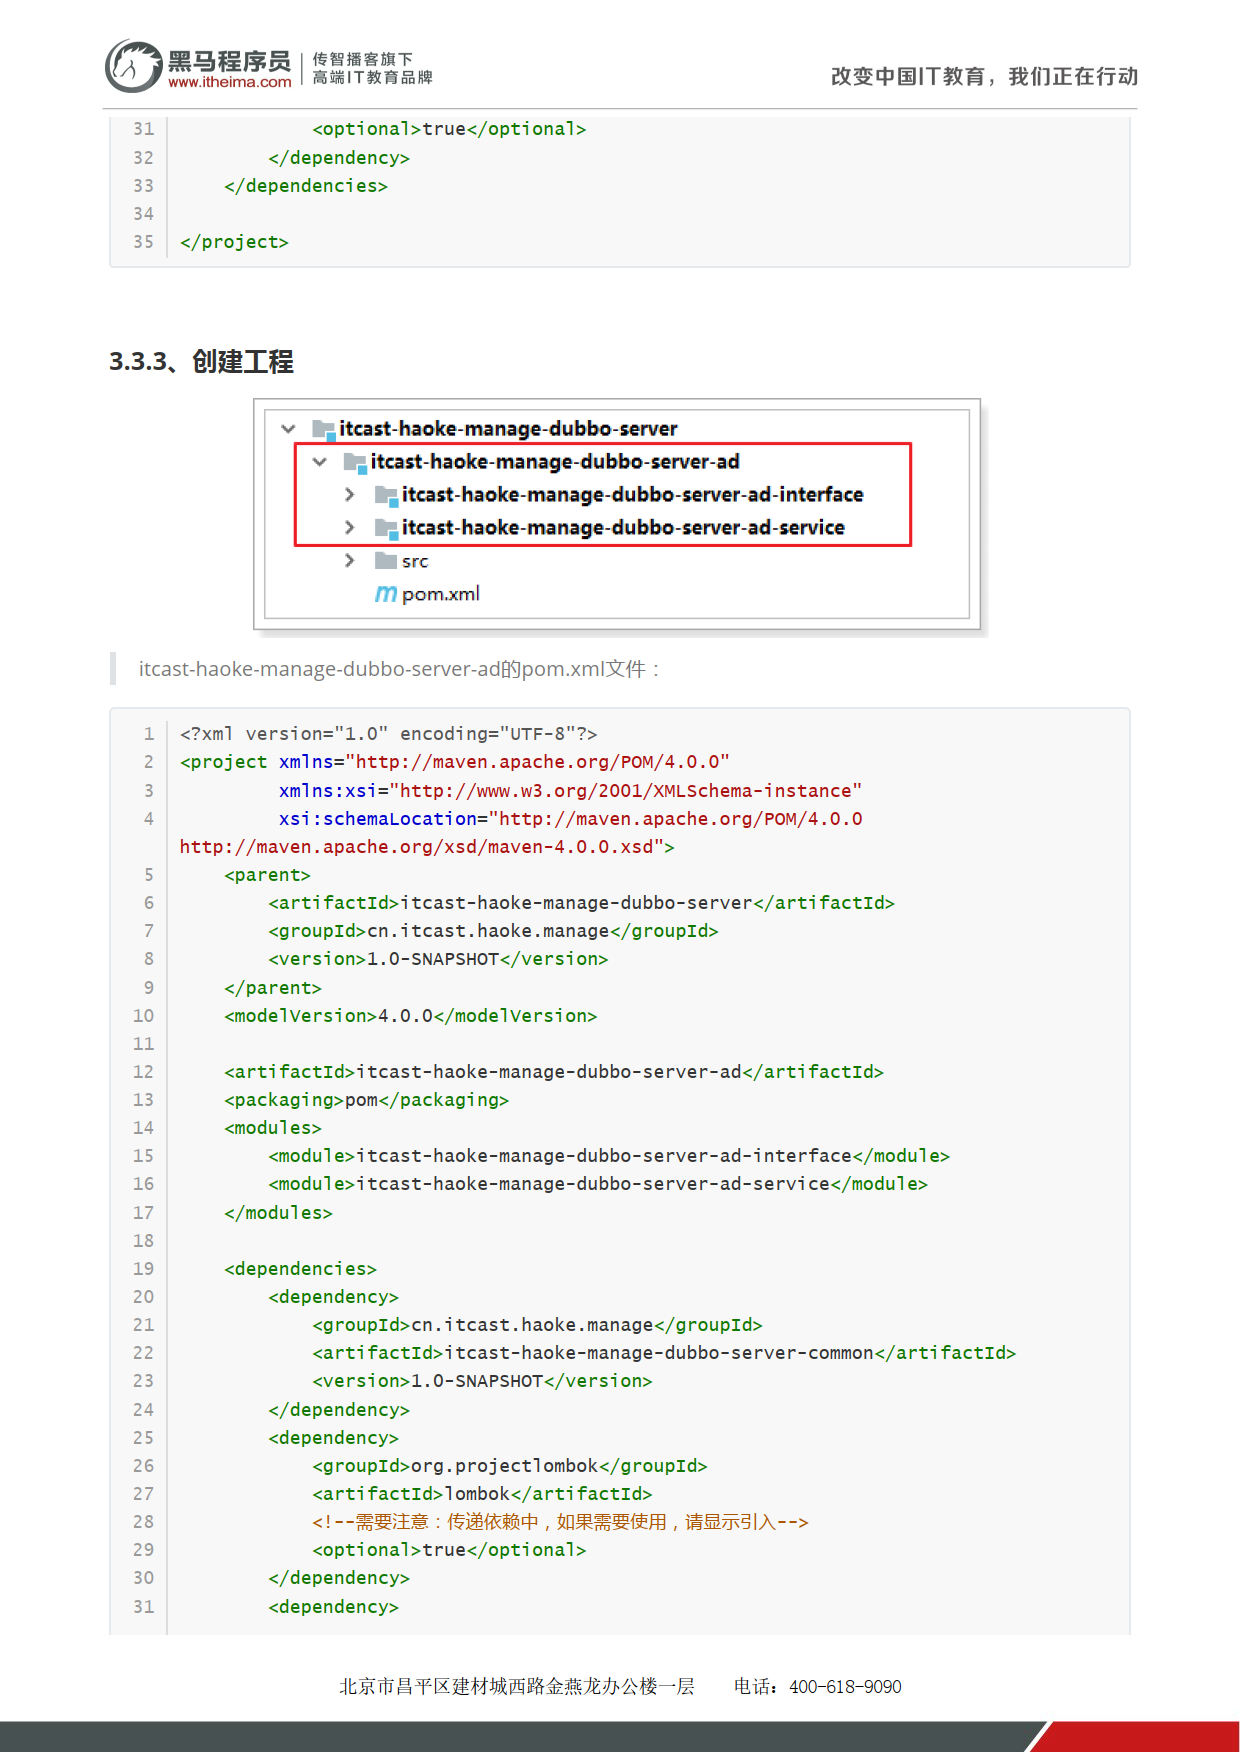 黑马程序员
www.itheima.com
传智播客旗下
高端IT教育品牌
改变中国IT教育，我们正在行动
31 <optional>true</optional>
32 </dependency>
33 </dependencies>
34
35 </project>
3.3.3、创建工程
itcast-haoke-manage-dubbo-server
itcast-haoke-manage-dubbo-server-ad
itcast-haoke-manage-dubbo-server-ad-interface
itcast-haoke-manage-dubbo-server-ad-service
src
pom.xml
itcast-haoke-manage-dubbo-server-ad的pom.xml文件：
1 <?xml version="1.0" encoding="UTF-8"?>
2 <project xmlns="http://maven.apache.org/POM/4.0.0"
3 xmlns:xsi="http://www.w3.org/2001/XMLSchema-instance"
4 xsi:schemaLocation="http://maven.apache.org/POM/4.0.0
http://maven.apache.org/xsd/maven-4.0.0.xsd">
5 <parent>
6 <artifactId>itcast-haoke-manage-dubbo-server</artifactId>
7 <groupId>cn.itcast.haoke.manage</groupId>
8 <version>1.0-SNAPSHOT</version>
9 </parent>
10 <modelVersion>4.0.0</modelVersion>
11
12 <artifactId>itcast-haoke-manage-dubbo-server-ad</artifactId>
13 <packaging>pom</packaging>
14 <modules>
15 <module>itcast-haoke-manage-dubbo-server-ad-interface</module>
16 <module>itcast-haoke-manage-dubbo-server-ad-service</module>
17 </modules>
18
19 <dependencies>
20 <dependency>
21 <groupId>cn.itcast.haoke.manage</groupId>
22 <artifactId>itcast-haoke-manage-dubbo-server-common</artifactId>
23 <version>1.0-SNAPSHOT</version>
24 </dependency>
25 <dependency>
26 <groupId>org.projectlombok</groupId>
27 <artifactId>lombok</artifactId>
28 <!--需要注意：传递依赖中，如果需要使用，请显示引入-->
29 <optional>true</optional>
30 </dependency>
31 <dependency>
北京市昌平区建材城西路金燕龙办公楼一层 电话：400-618-9090